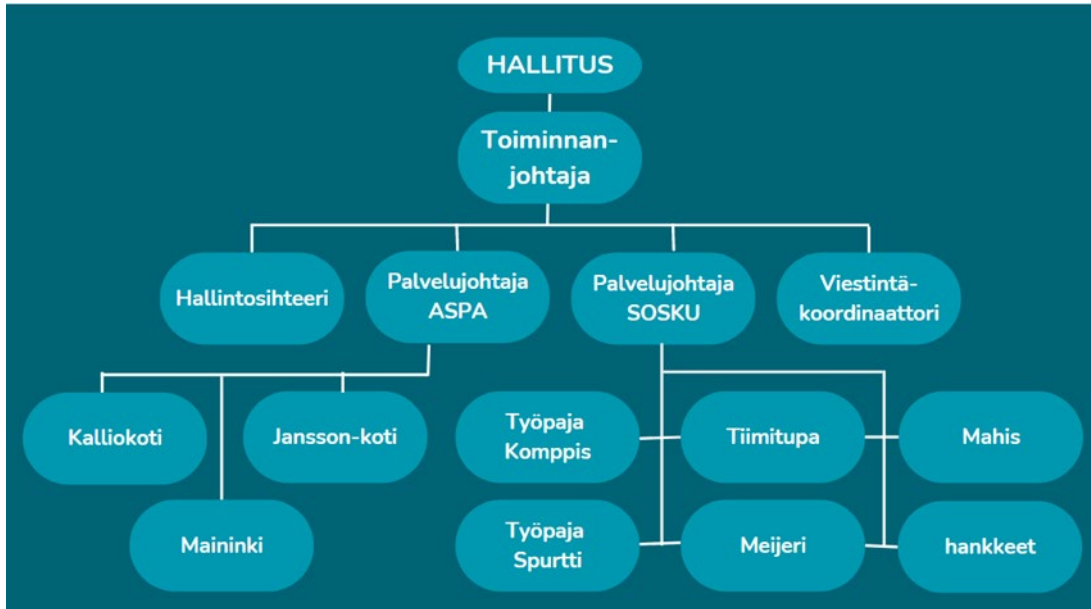 HALLITUS
Toiminnan-
johtaja
Hallintosihteeri
Palvelujohtaja
ASPA
Palvelujohtaja
SOSKU
Viestintä-
koordinaattori
Kalliokoti
Jansson-koti
Maininki
Työpaja
Komppis
Tiimitupa
Mahis
Työpaja
Spurtti
Meijeri
hankkeet